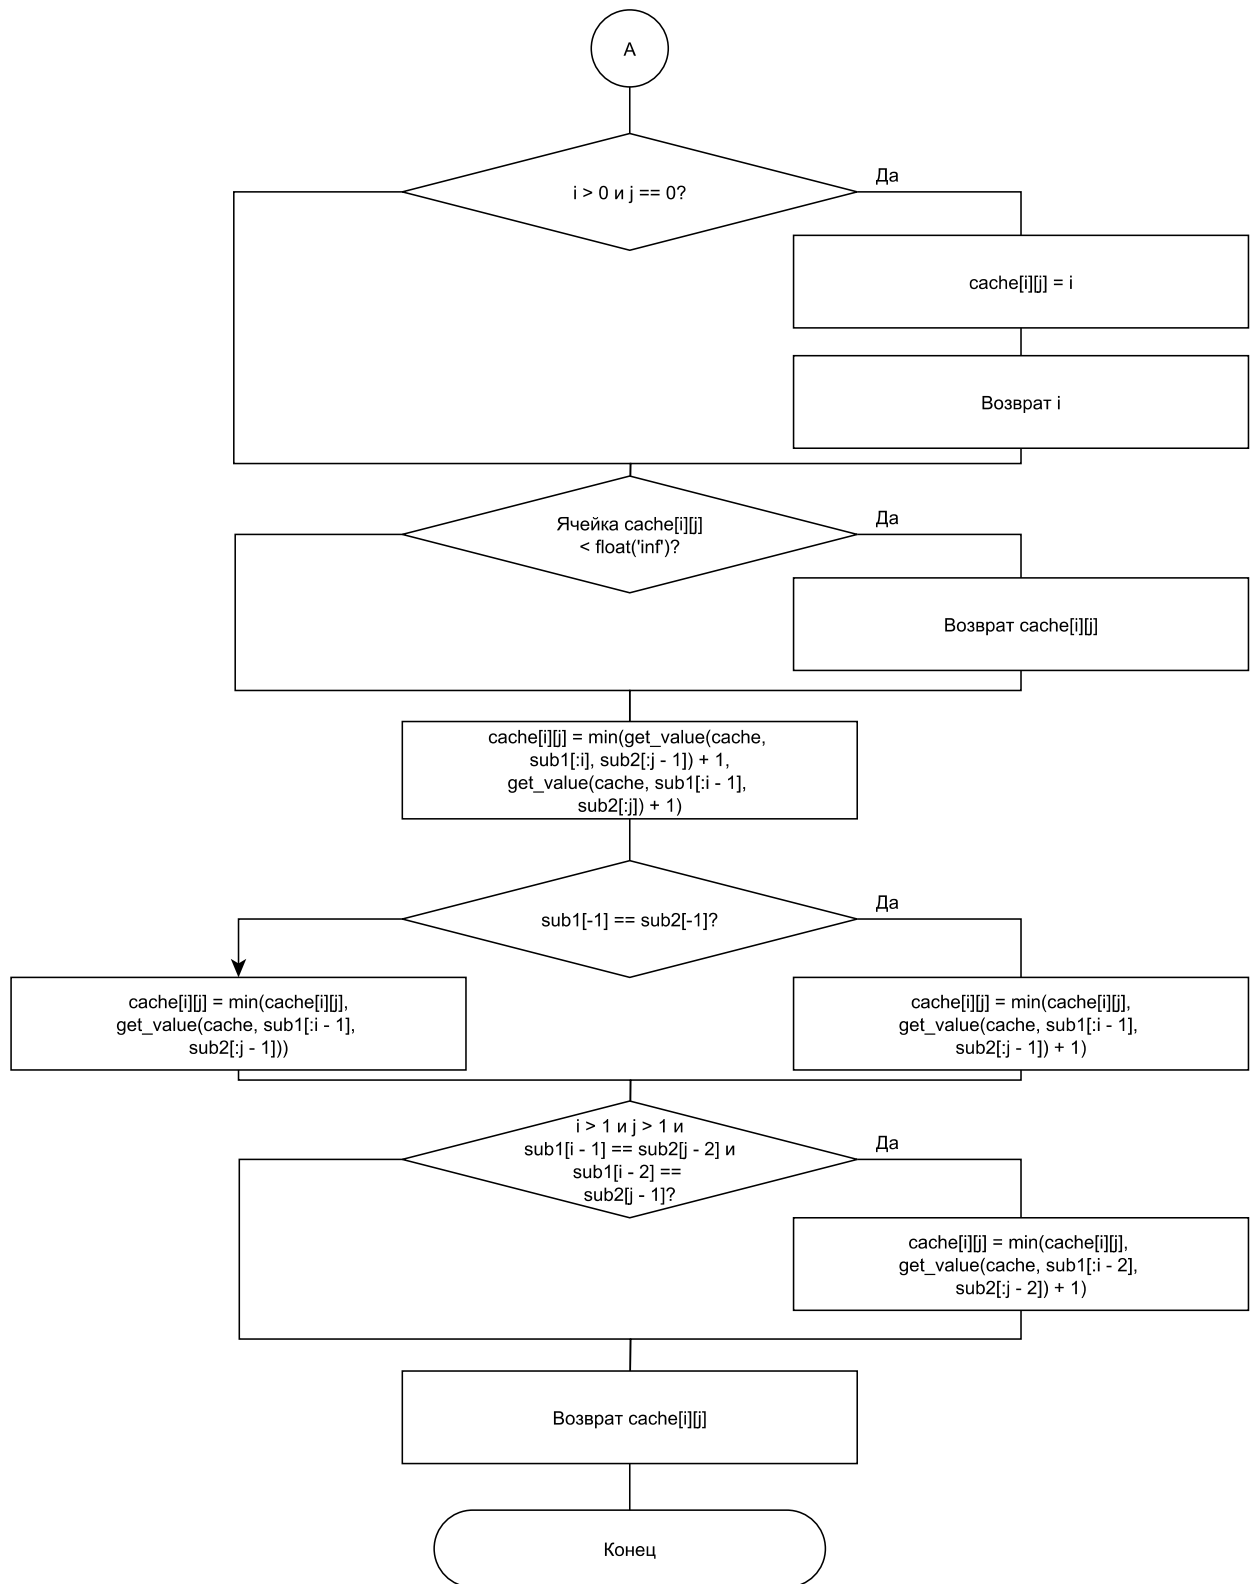 A
i > 0 и j == 0?
Да
cache[i][j] = i
Возврат i
Ячейка cache[i][j]
< float('inf')?
Да
Возврат cache[i][j]
cache[i][j] = min(get_value(cache,
sub1[:i], sub2[:j - 1]) + 1,
get_value(cache, sub1[:i - 1],
sub2[:j]) + 1)
sub1[-1] == sub2[-1]?
Да
cache[i][j] = min(cache[i][j],
get_value(cache, sub1[:i - 1],
sub2[:j - 1]))
cache[i][j] = min(cache[i][j],
get_value(cache, sub1[:i - 1],
sub2[:j - 1]) + 1)
i > 1 и j > 1 и
sub1[i - 1] == sub2[j - 2] и
sub1[i - 2] ==
sub2[j - 1]?
Да
cache[i][j] = min(cache[i][j],
get_value(cache, sub1[:i - 2],
sub2[:j - 2]) + 1)
Возврат cache[i][j]
Конец